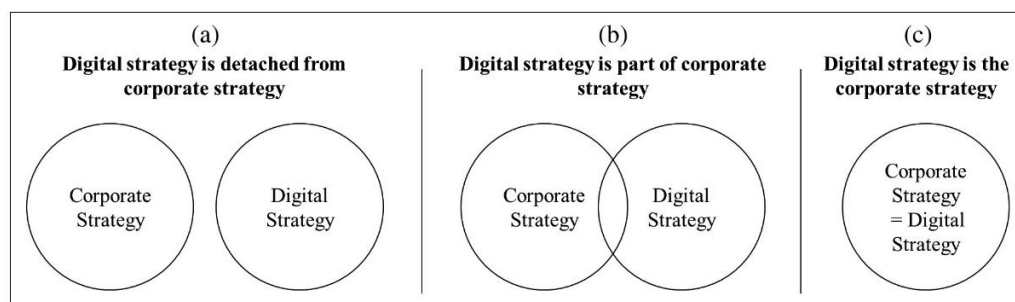 (a)
Digital strategy is detached from
corporate strategy
Corporate
Strategy
Digital
Strategy
(b)
Digital strategy is part of corporate
strategy
Corporate
Strategy
Digital
Strategy
(c)
Digital strategy is the
corporate strategy
Corporate
Strategy
= Digital
Strategy